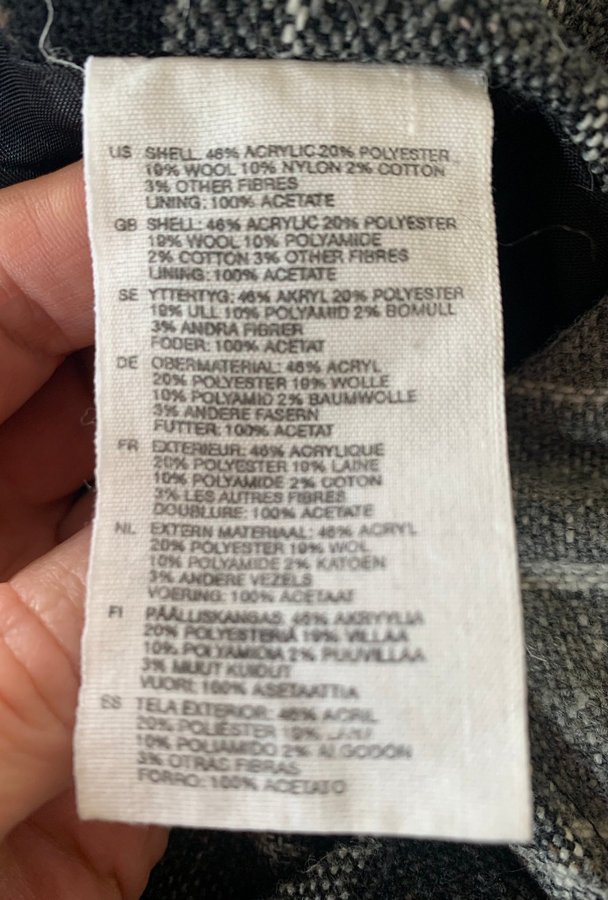 US SHELL: 46% ACRYLIC 20% POLYESTER
19% WOOL 10% NYLON 2% COTTON
3% OTHER FIBRES
LINING: 100% ACETATE
GB SHELL: 46% ACRYLIC 20% POLYESTER
19% WOOL 10% POLYAMIDE
2% COTTON 3% OTHER FIBRES
LINING: 100% ACETATE
SE YTTERTYG: 46% AKRYL 20% POLYESTER
19% ULL 10% POLYAMID 2% BOMULL
3% ANDRA FIBRER
FODER: 100% ACETAT
DE OBERMATERIAL: 46% ACRYL
20% POLYESTER 19% WOLLE
10% POLYAMID 2% BAUMWOLLE
3% ANDERE FASERN
FUTTER: 100% ACETAT
FR EXTERIEUR: 46% ACRYLIQUE
20% POLYESTER 19% LAINE
10% POLYAMIDE 2% COTON
3% LES AUTRES FIBRES
DOUBLURE: 100% ACETATE
NL EXTERN MATERIAAL: 46% ACRYL
20% POLYESTER 19% WOL
10% POLYAMIDE 2% KATOEN
3% ANDERE VEZELS
VOERING: 100% ACETAAT
FI PÄÄLLISKANGAS: 46% AKRYYLIA
20% POLYESTERIÄ 19% VILLAA
10% POLYAMIDIA 2% PUUVILLAA
3% MUUT KUIDUT
VUORI: 100% ASETAATTIA
ES TELA EXTERIOR: 46% ACRIL
20% POLIÉSTER 19% LANA
10% POLIAMIDO 2% ALGODÓN
3% OTRAS FIBRAS
FORRO: 100% ACETATO